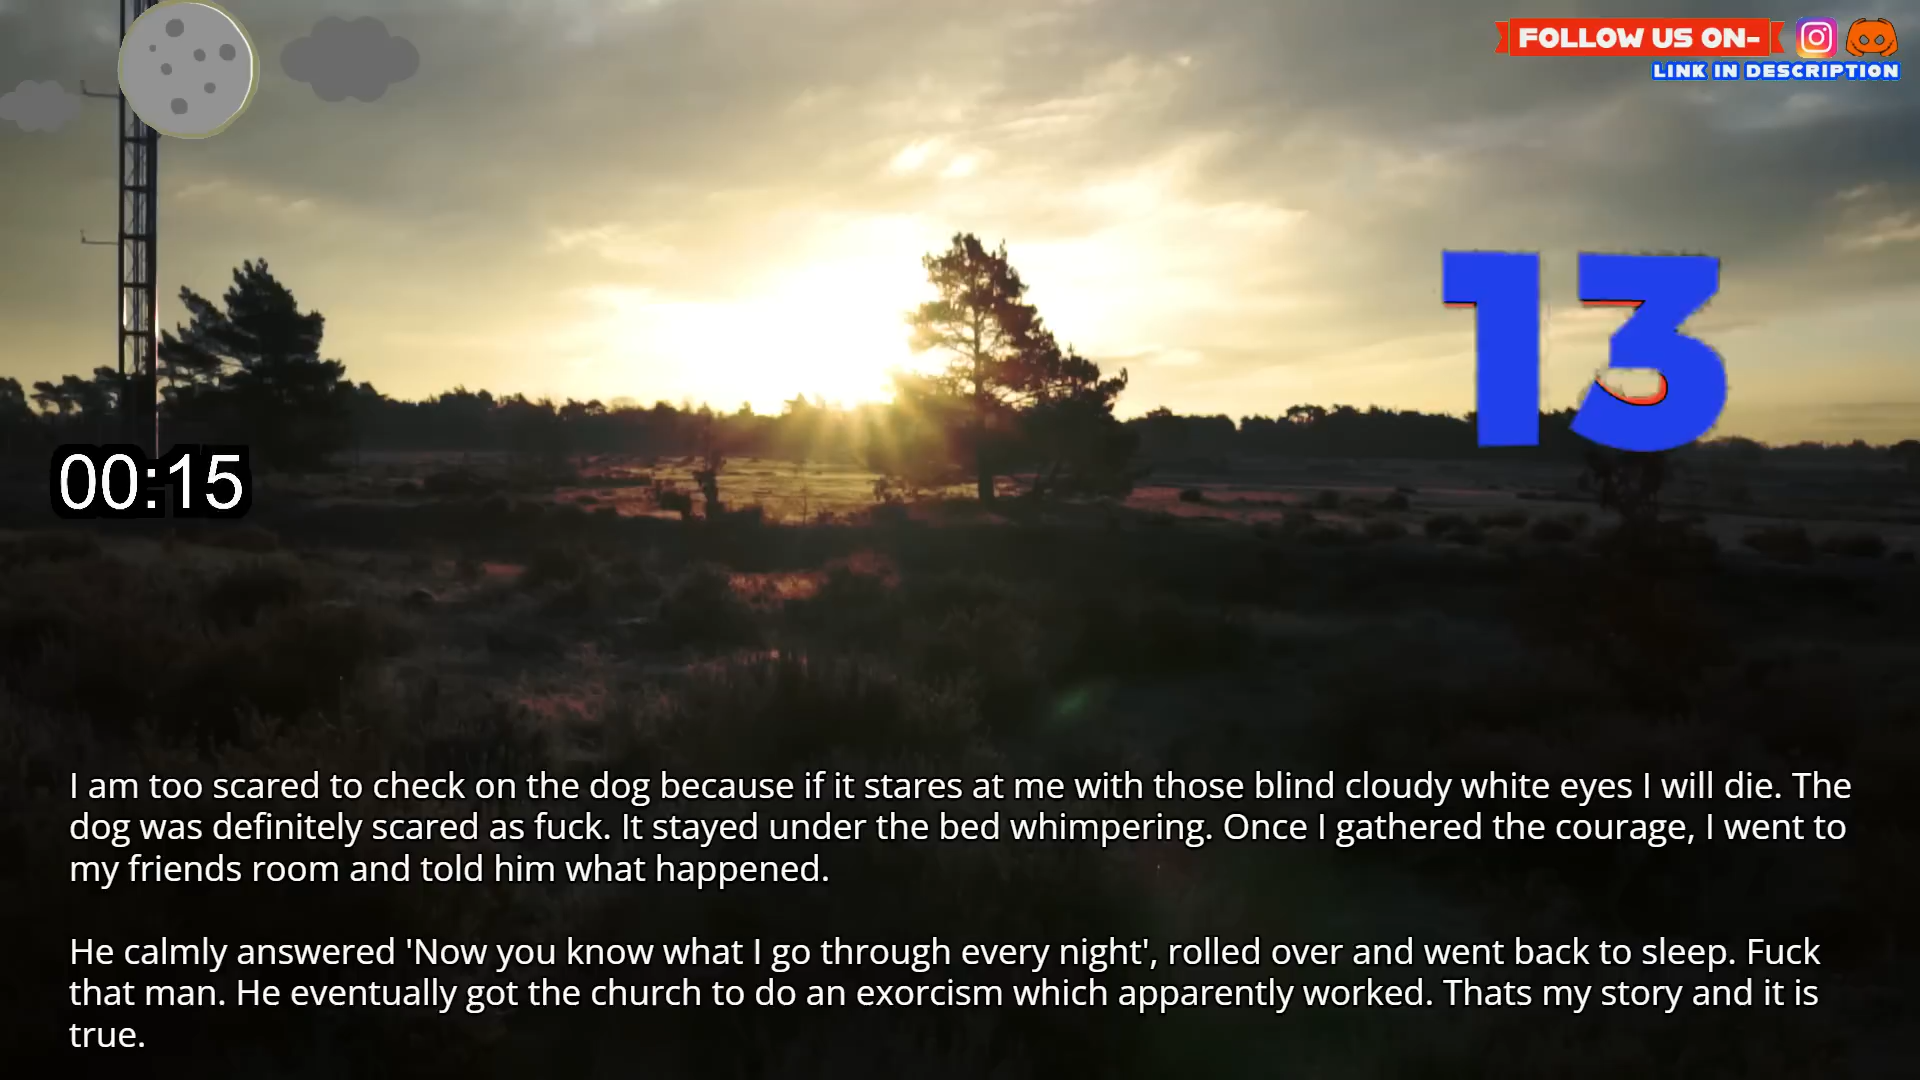 FOLLOW US ON-
LINK IN DESCRIPTION
13
00:15
I am too scared to check on the dog because if it stares at me with those blind cloudy white eyes I will die. The
dog was definitely scared as fuck. It stayed under the bed whimpering. Once I gathered the courage, I went to
my friends room and told him what happened.
He calmly answered 'Now you know what I go through every night', rolled over and went back to sleep. Fuck
that man. He eventually got the church to do an exorcism which apparently worked. Thats my story and it is
true.